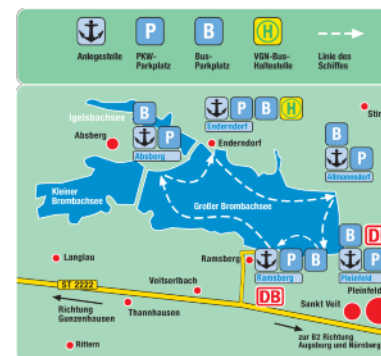 P
B
H
Anlegestelle
PKW-
Parkplatz
Bus-
Parkplatz
VGN-Bus-
Haltestelle
Linie des
Schiffes
Igelsbachsee
B
P
B
H
Enderndorf
Absberg
P
Absberg
Enderndorf
B
P
Allmannsdorf
Kleiner
Brombachsee
Großer Brombachsee
B
Langlau
Ramsberg
P
B
Ramsberg
P
Pleinfeld
ST 2222
Veitserlbach
DB
Pleinfeld
Sankt Veit
Richtung
Gunzenhausen
Thannhausen
Rittern
zur B2 Richtung
Augsburg und Nürnberg